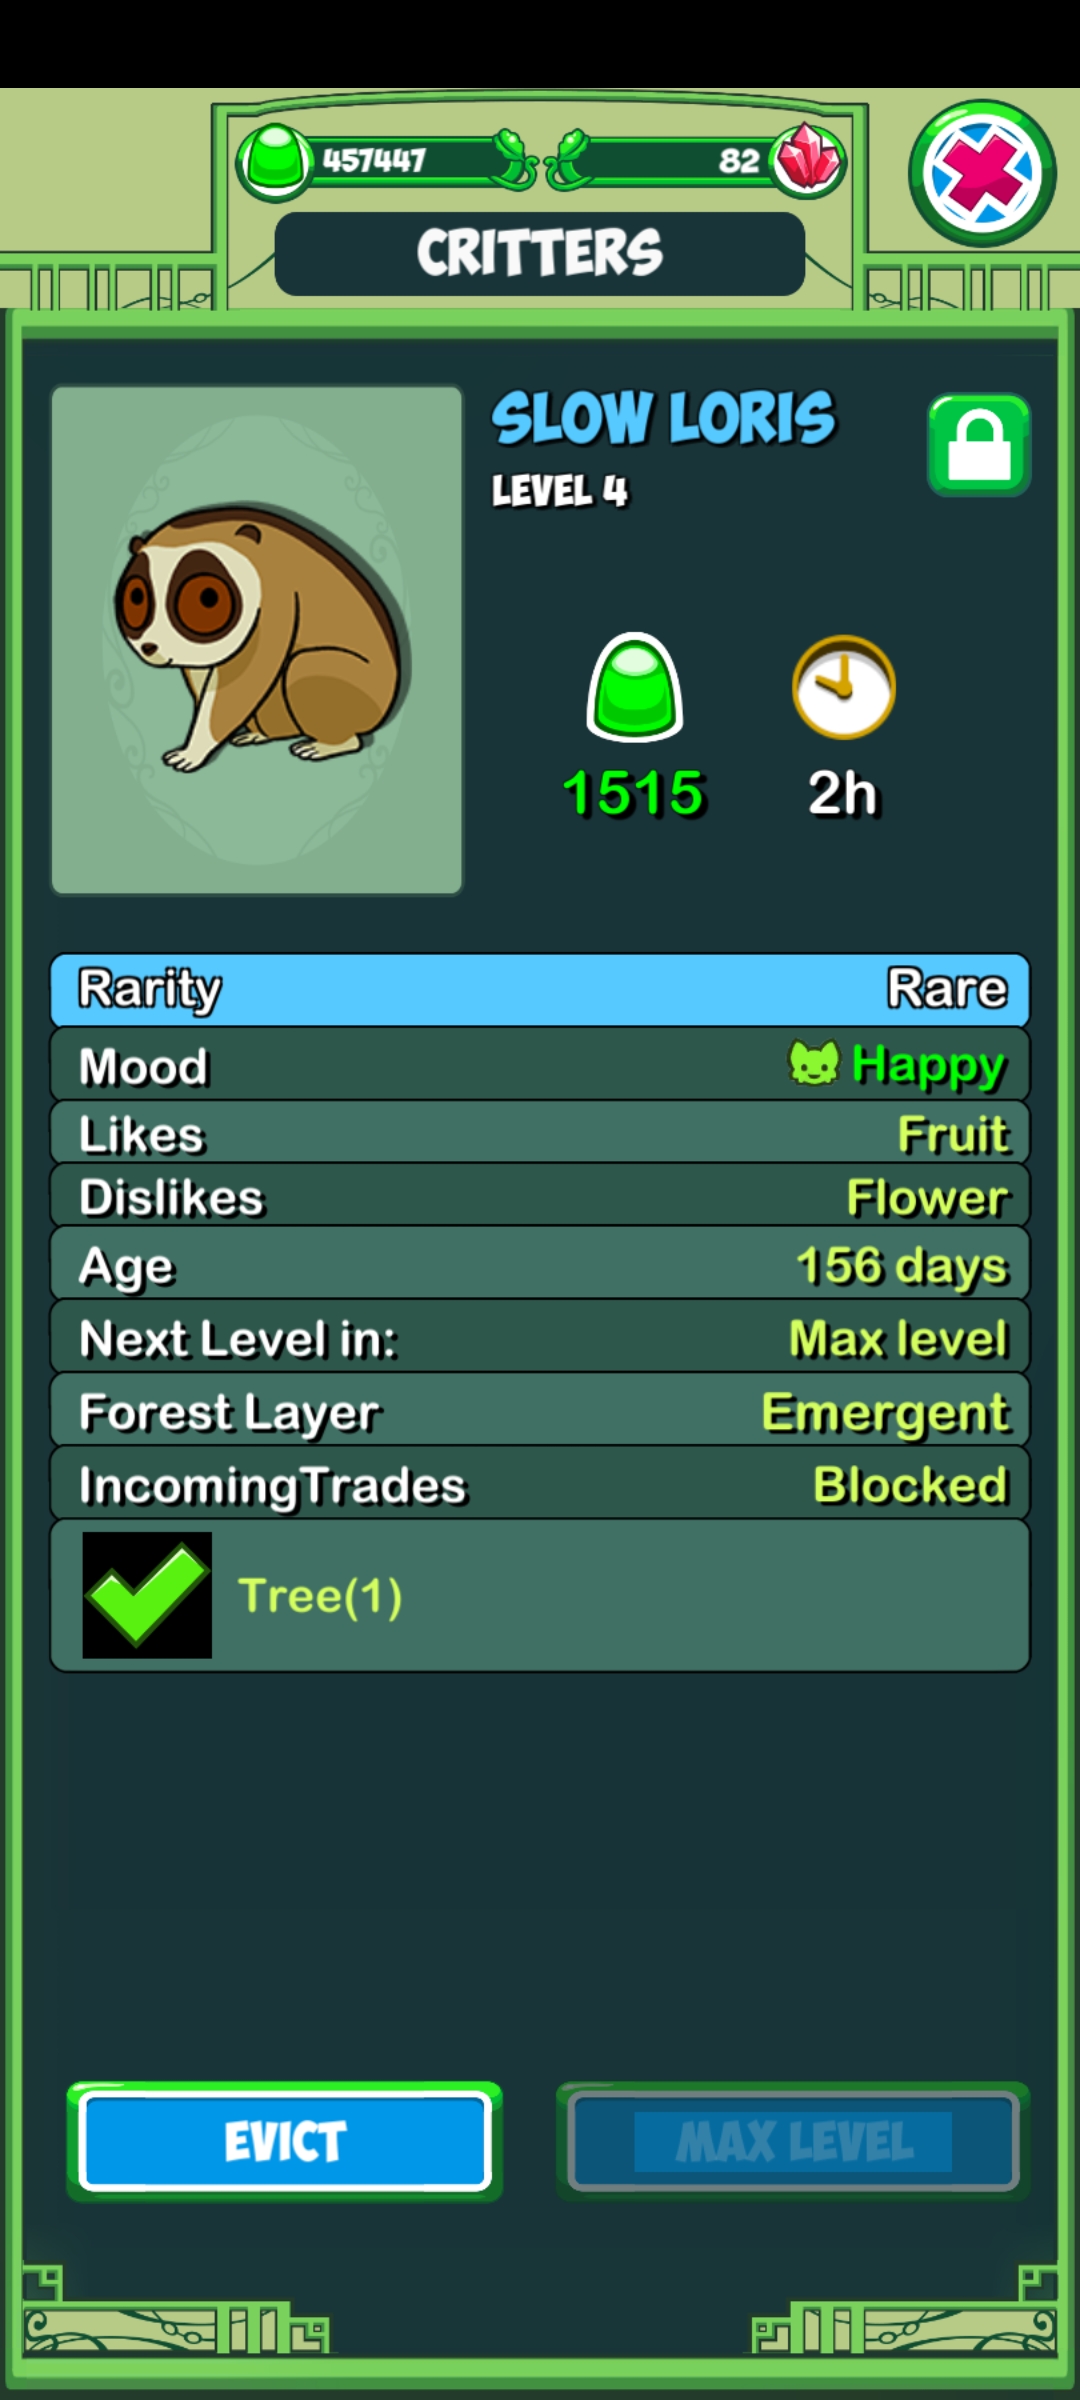 457447
82
CRITTERS
SLOW LORIS
LEVEL 4
1515
2h
Rarity Rare
Mood Happy
Likes Fruit
Dislikes Flower
Age 156 days
Next Level in: Max level
Forest Layer Emergent
IncomingTrades Blocked
Tree(1)
EVICT
MAX LEVEL